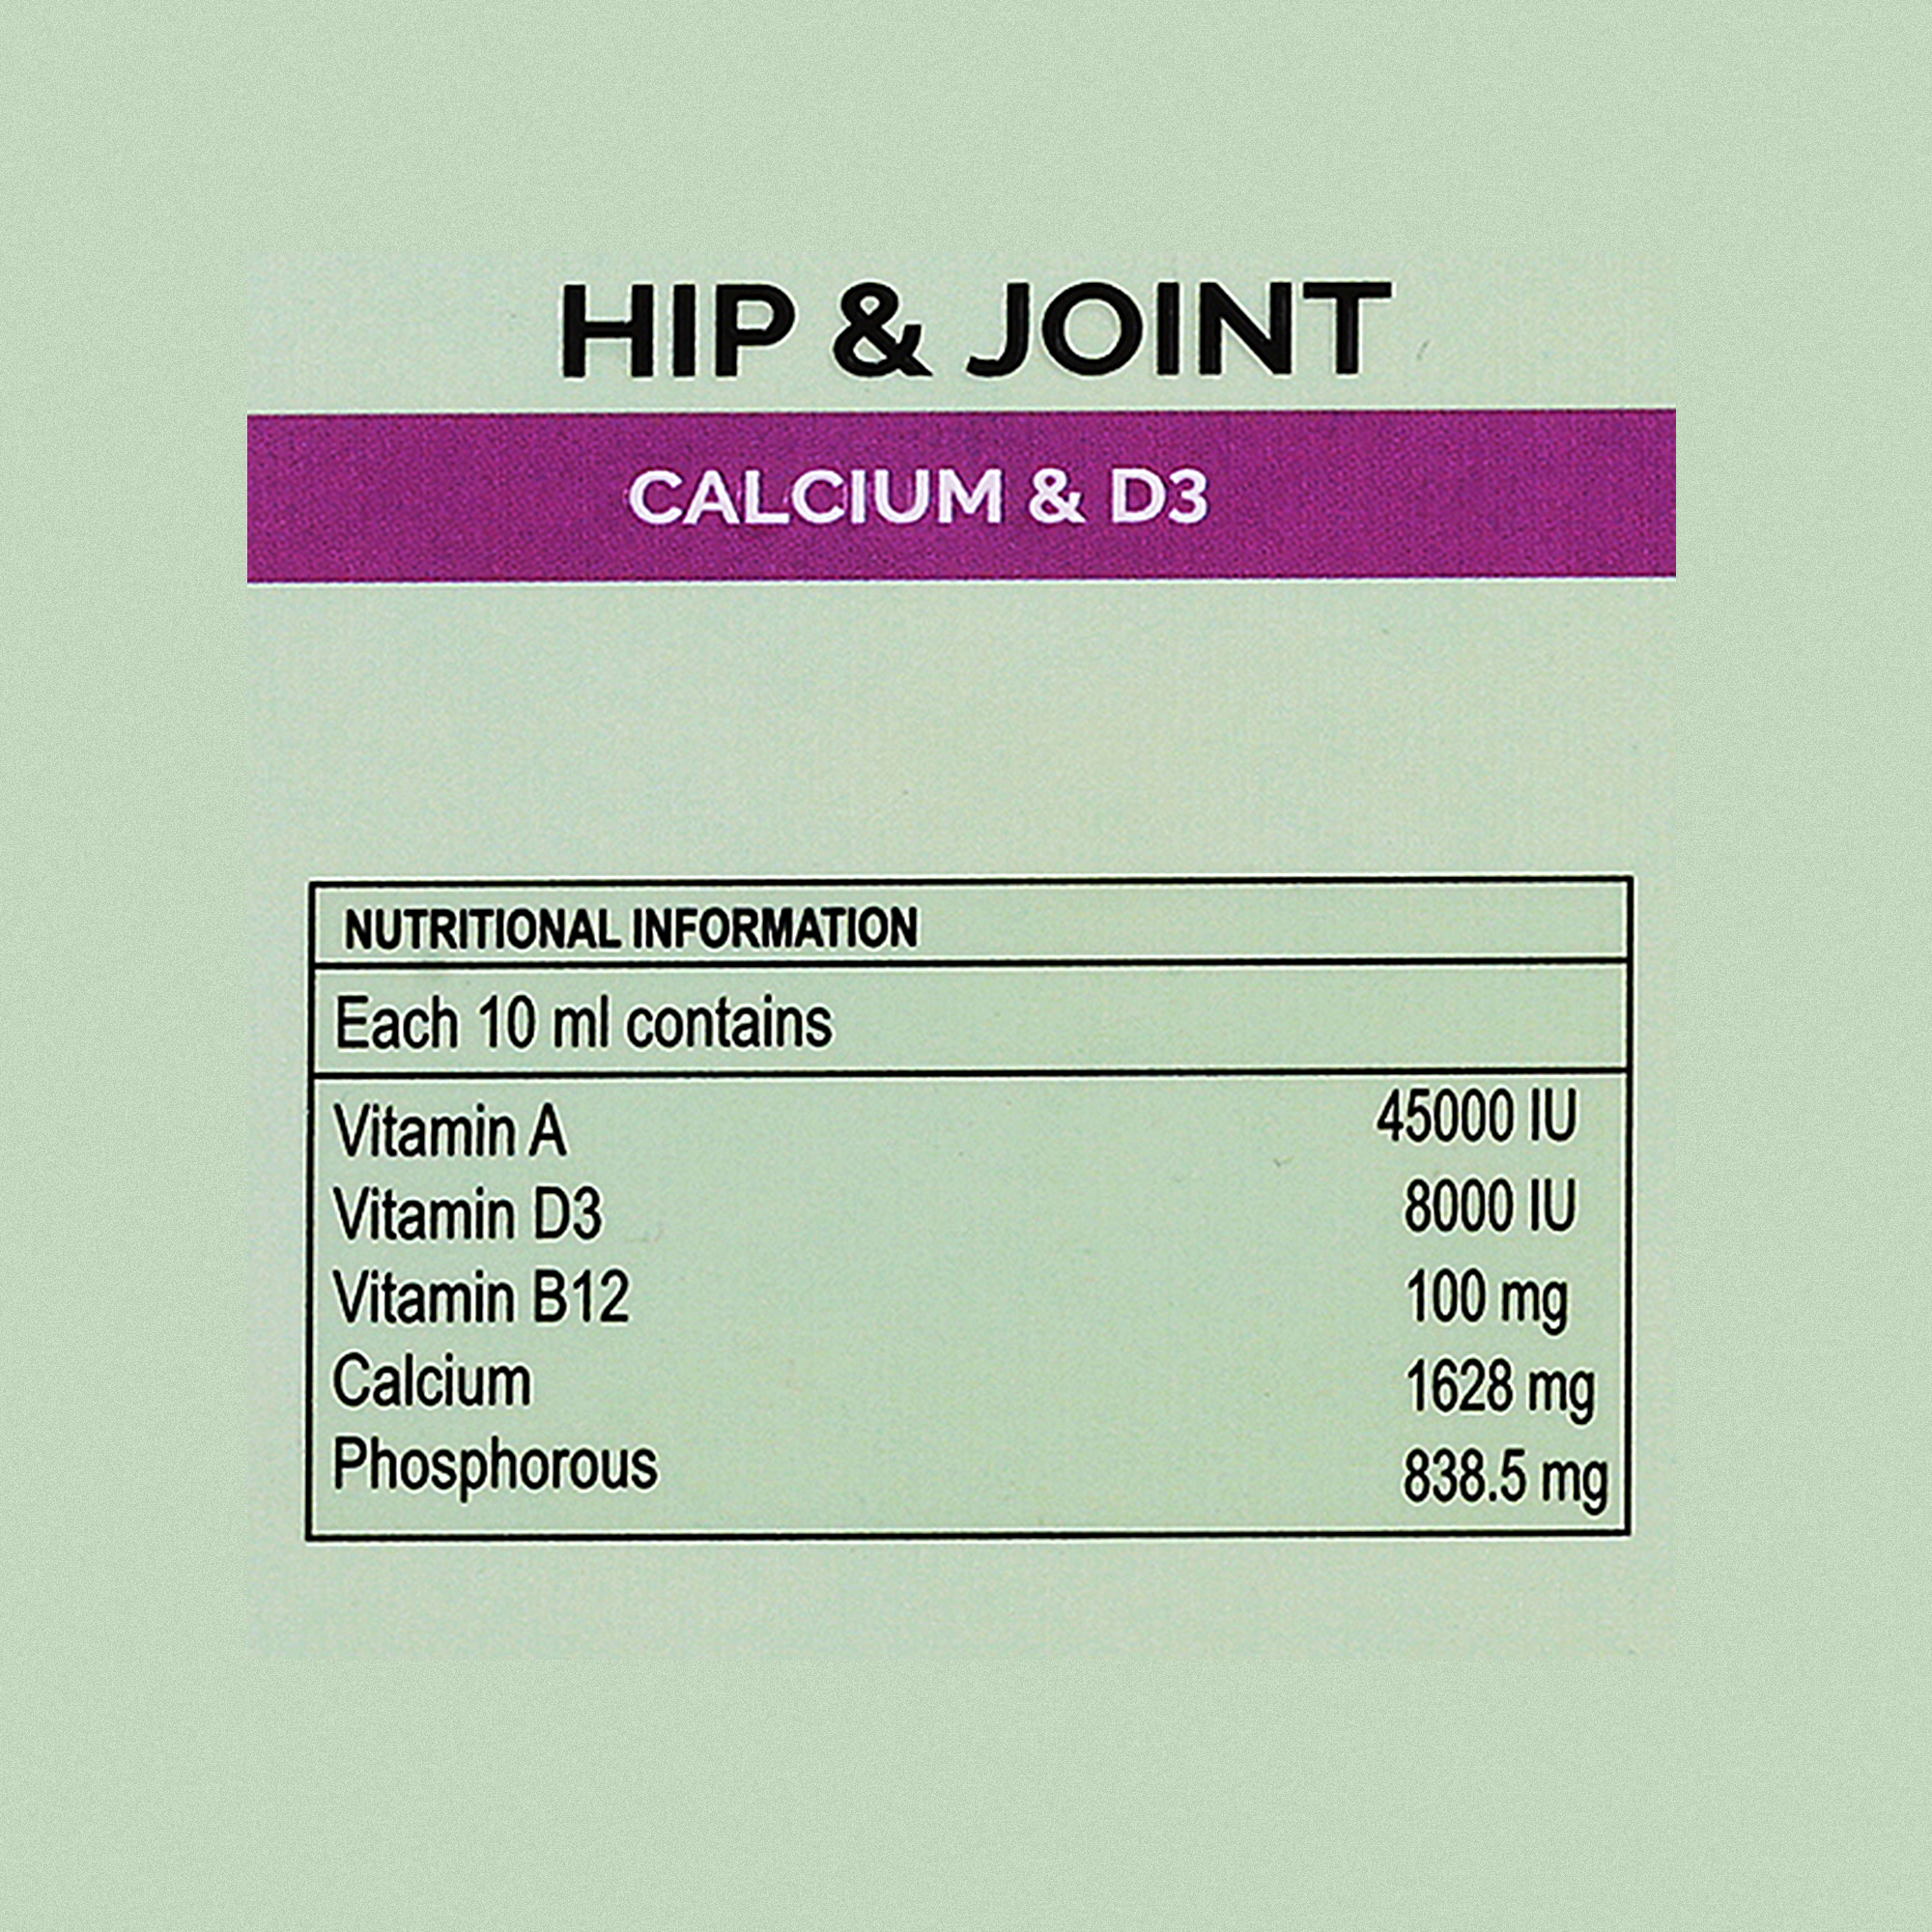 HIP & JOINT
CALCIUM & D3
NUTRITIONAL INFORMATION
Each 10 ml contains
Vitamin A 45000 IU
Vitamin D3 8000 IU
Vitamin B12 100 mg
Calcium 1628 mg
Phosphorous 838.5 mg